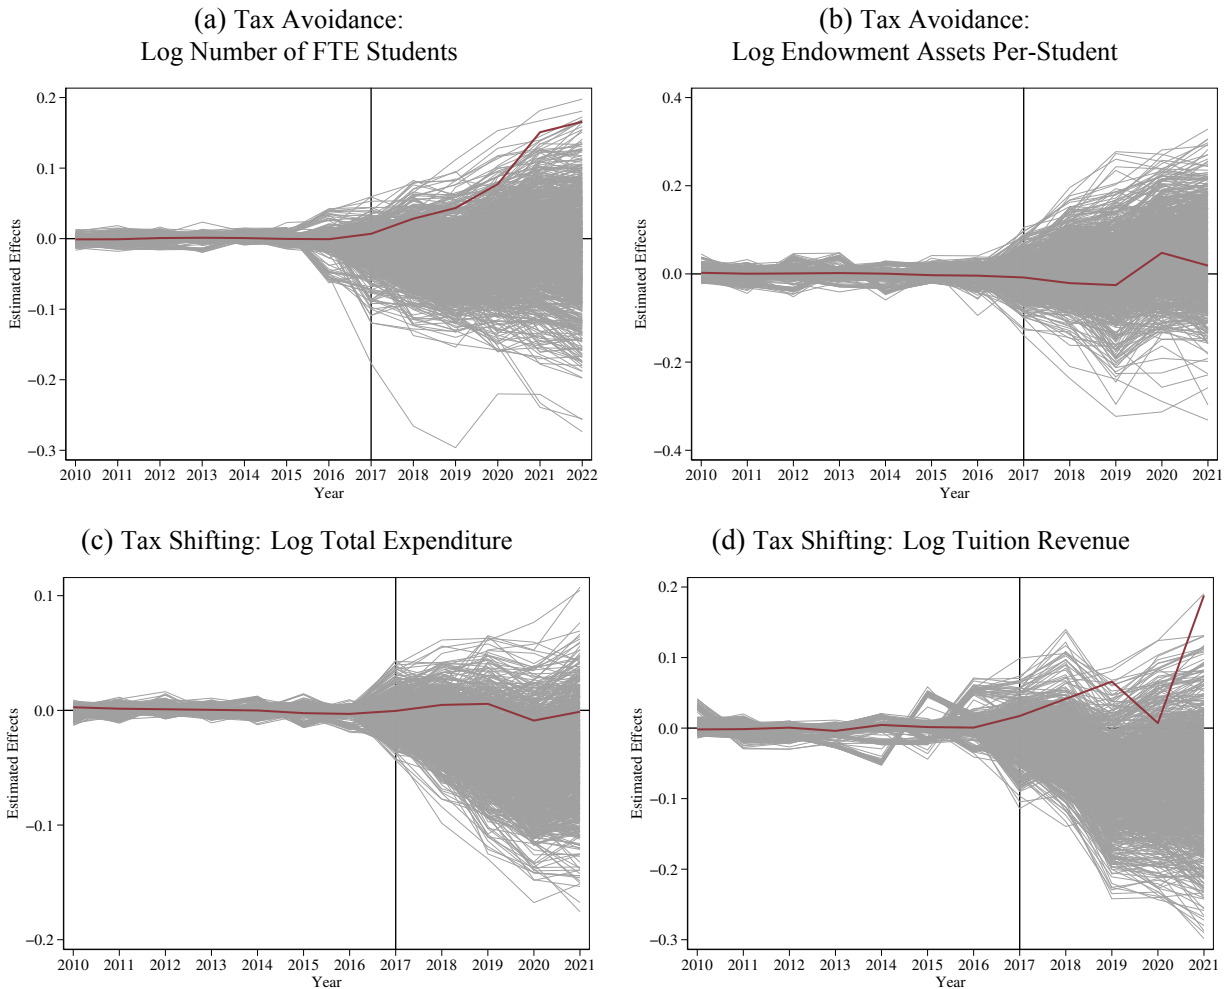 (a) Tax Avoidance:
Log Number of FTE Students
0.2
0.1
0.0
−0.1
−0.2
−0.3
Estimated Effects
2010 2011 2012 2013 2014 2015 2016 2017 2018 2019 2020 2021 2022
Year
(b) Tax Avoidance:
Log Endowment Assets Per-Student
0.4
0.2
0.0
−0.2
−0.4
Estimated Effects
2010 2011 2012 2013 2014 2015 2016 2017 2018 2019 2020 2021
Year
(c) Tax Shifting: Log Total Expenditure
0.1
0.0
−0.1
−0.2
Estimated Effects
2010 2011 2012 2013 2014 2015 2016 2017 2018 2019 2020 2021
Year
(d) Tax Shifting: Log Tuition Revenue
0.2
0.1
0.0
−0.1
−0.2
−0.3
Estimated Effects
2010 2011 2012 2013 2014 2015 2016 2017 2018 2019 2020 2021
Year